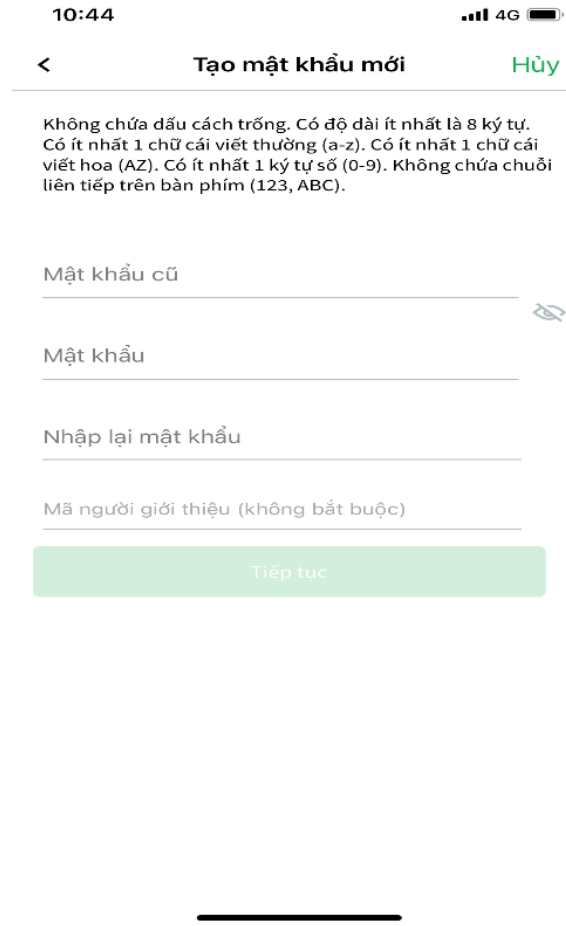 10:44 4G
< Tạo mật khẩu mới Hủy
Không chứa dấu cách trống. Có độ dài ít nhất là 8 ký tự.
Có ít nhất 1 chữ cái viết thường (a-z). Có ít nhất 1 chữ cái
viết hoa (AZ). Có ít nhất 1 ký tự số (0-9). Không chứa chuỗi
liên tiếp trên bàn phím (123, ABC).
Mật khẩu cũ
Mật khẩu
Nhập lại mật khẩu
Mã người giới thiệu (không bắt buộc)
Tiếp tục